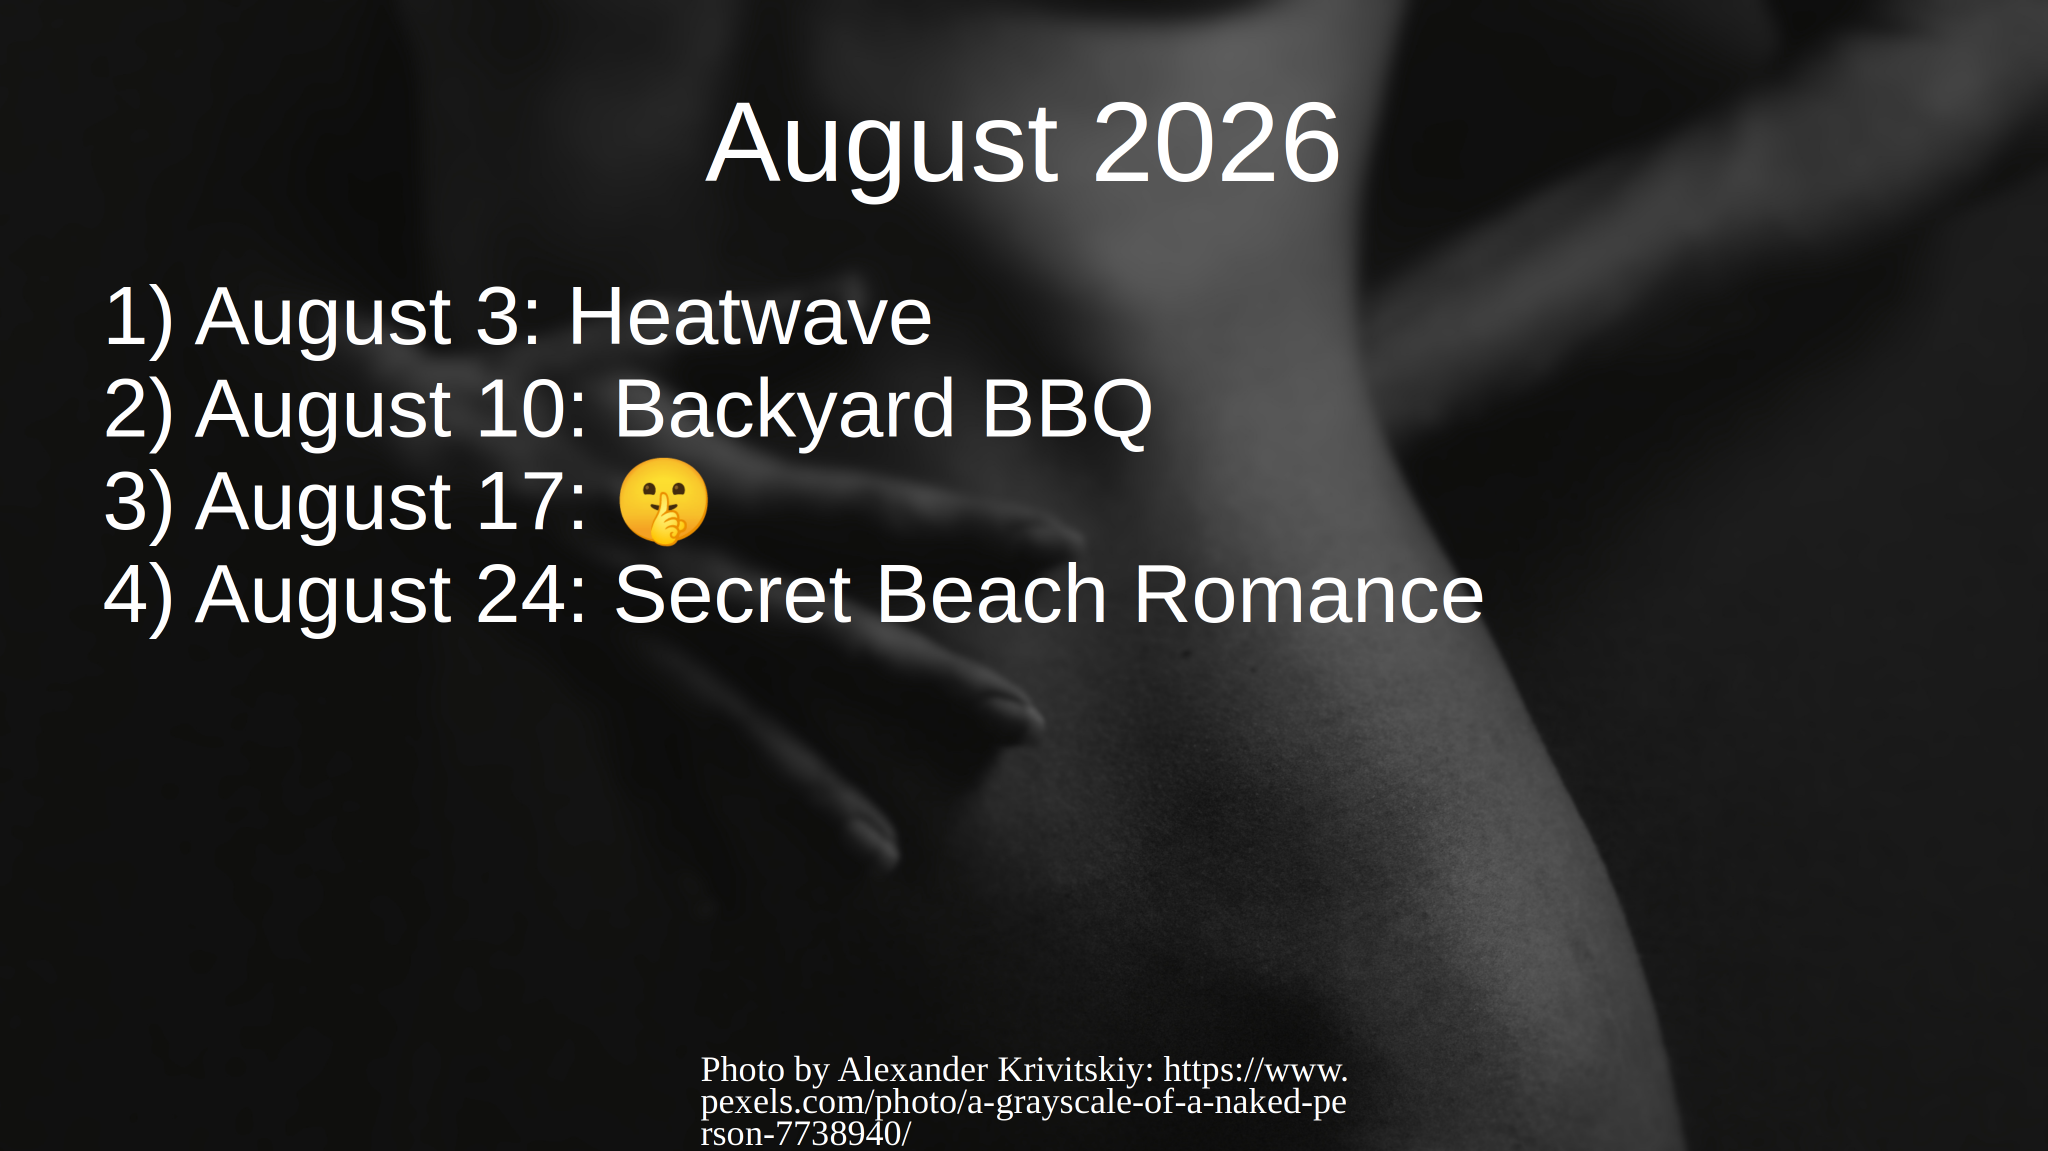 August 2026
1) August 3: Heatwave
2) August 10: Backyard BBQ
3) August 17: 🤫
4) August 24: Secret Beach Romance
Photo by Alexander Krivitskiy: https://www.
pexels.com/photo/a-grayscale-of-a-naked-pe
rson-7738940/